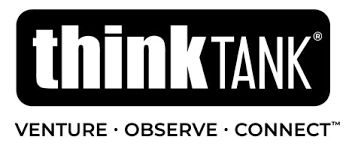 thinkTANK®
VENTURE · OBSERVE · CONNECT™